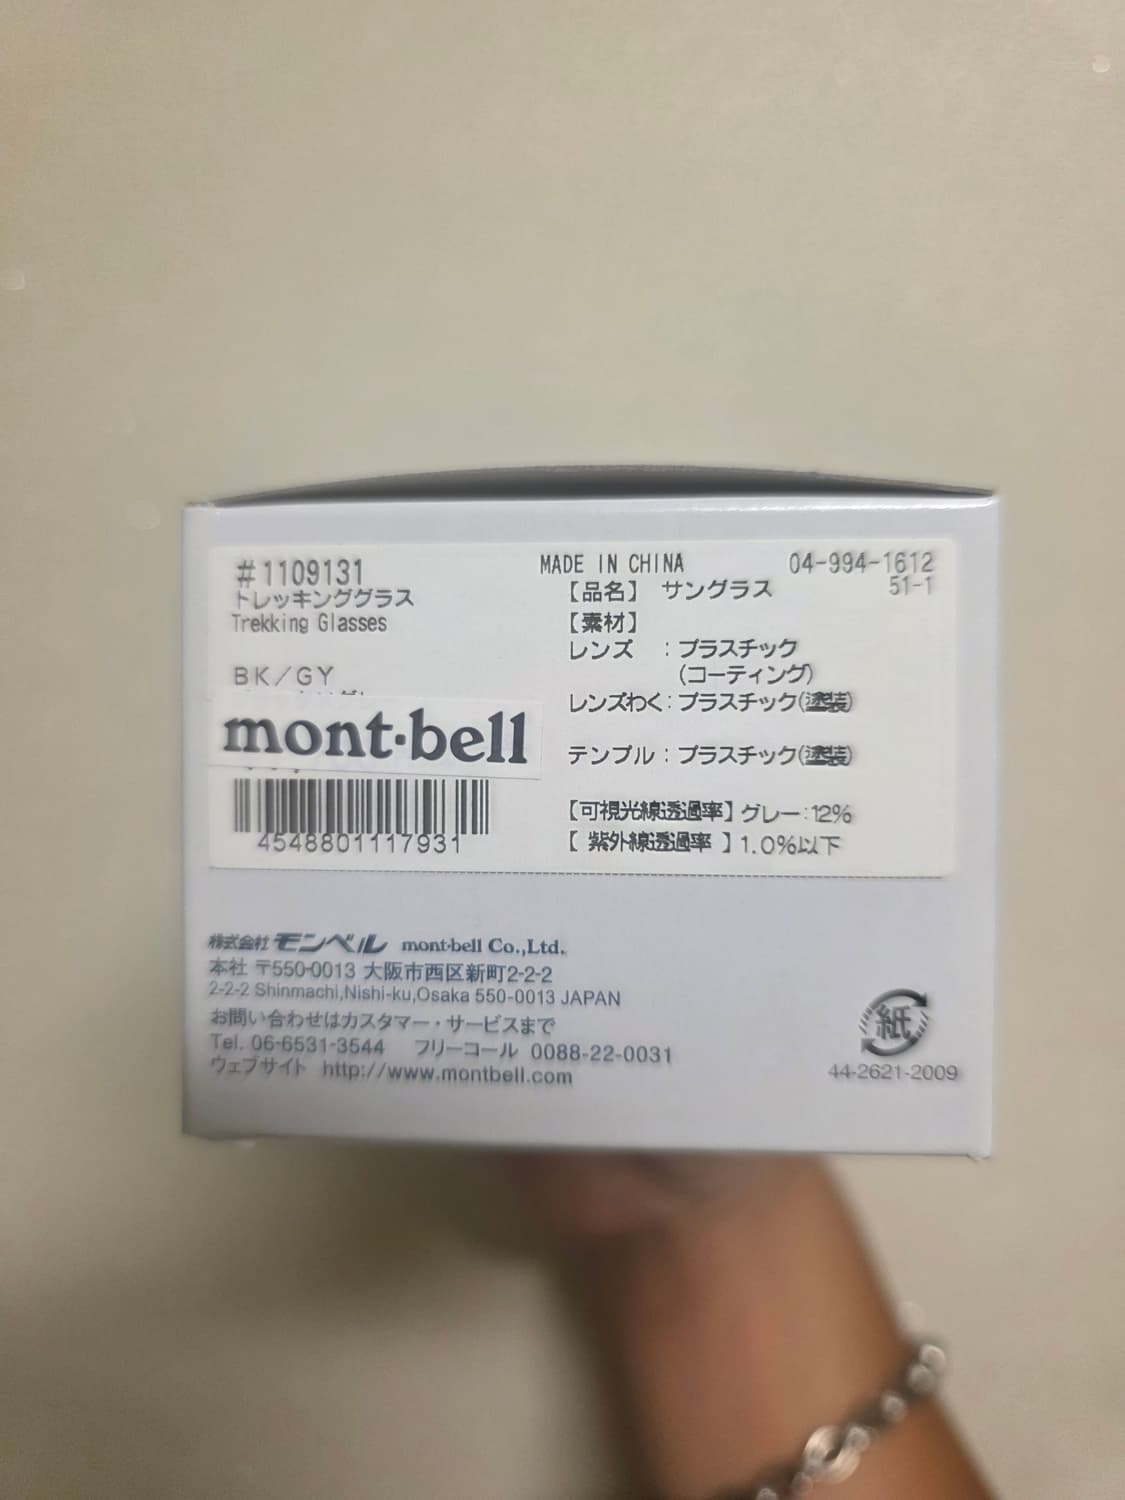 #1109131
トレッキンググラス
Trekking Glasses
BK/GY
mont·bell
4548801117931
MADE IN CHINA
04-994-1612
51-1
【品名】 サングラス
【素材】
レンズ :プラスチック
(コーティング)
レンズわく:プラスチック(塗装)
テンプル:プラスチック(塗装)
【可視光線透過率】グレー:12%
【 紫外線透過率 】1.0%以下
株式会社 モンベル mont·bell Co.,Ltd.
本社 〒550-0013 大阪市西区新町2-2-2
2-2-2 Shinmachi,Nishi-ku,Osaka 550-0013 JAPAN
お問い合わせはカスタマー・サービスまで
Tel. 06-6531-3544 フリーコール 0088-22-0031
ウェブサイト http://www.montbell.com
紙
44-2621-2009